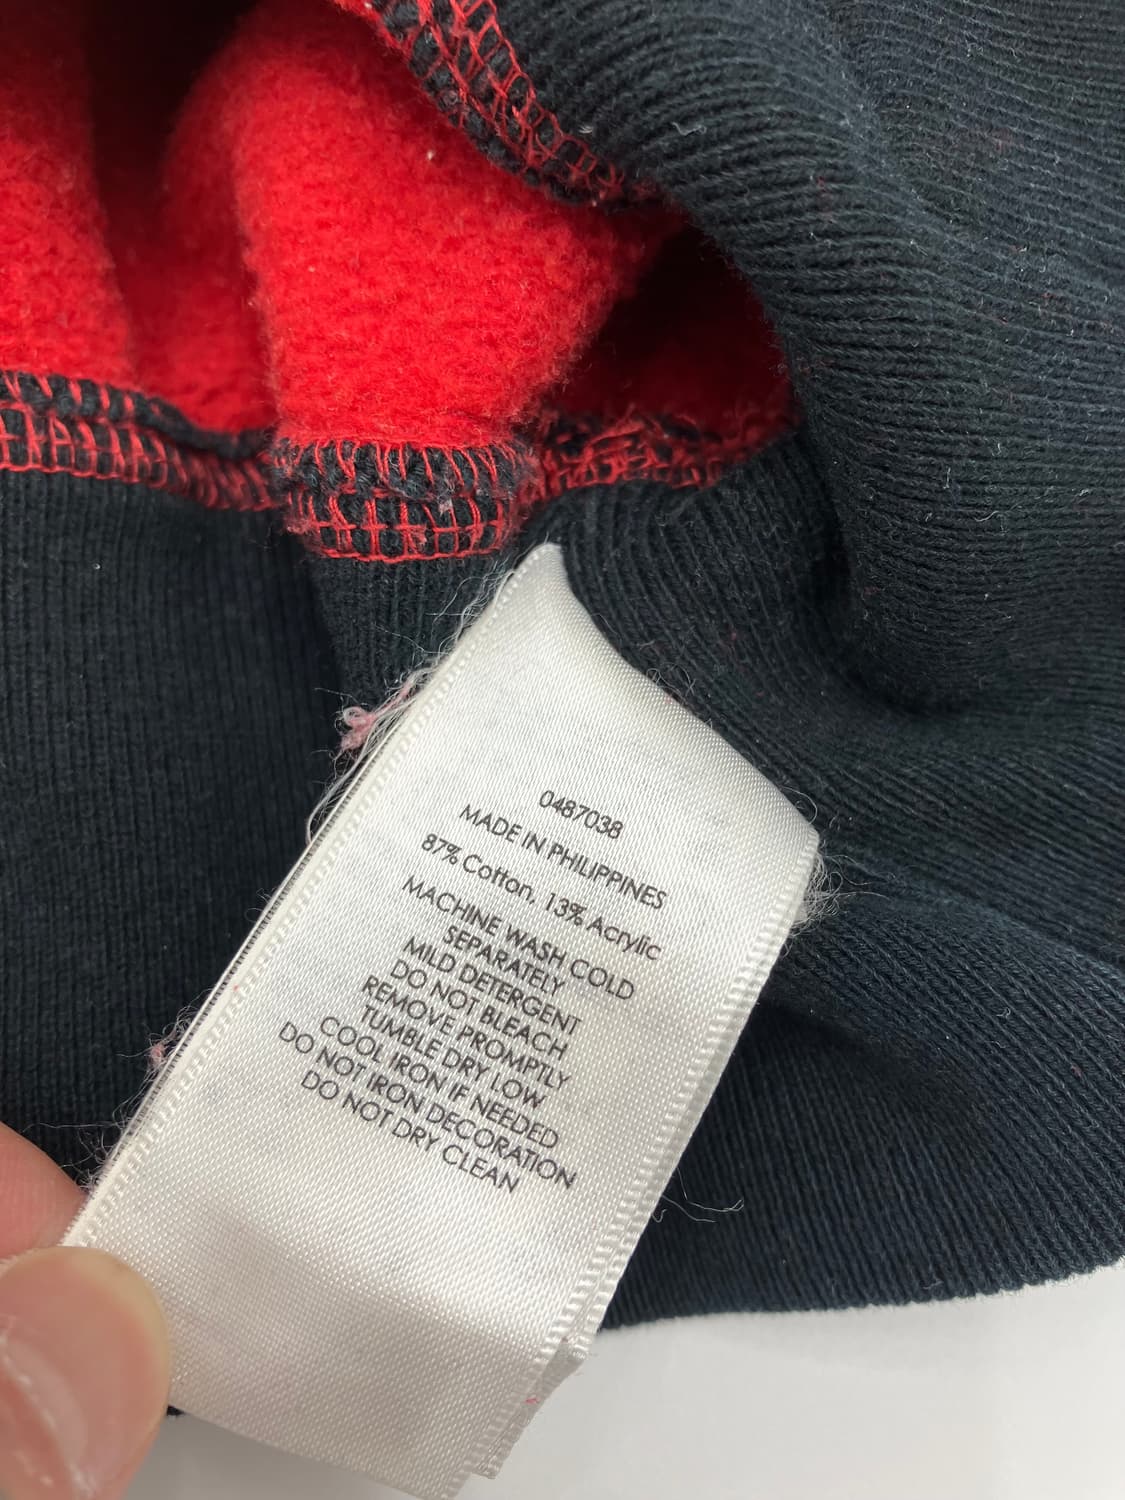 0487038
MADE IN PHILIPPINES
87% Cotton, 13% Acrylic
MACHINE WASH COLD
SEPARATELY
MILD DETERGENT
DO NOT BLEACH
REMOVE PROMPTLY
TUMBLE DRY LOW
COOL IRON IF NEEDED
DO NOT IRON DECORATION
DO NOT DRY CLEAN